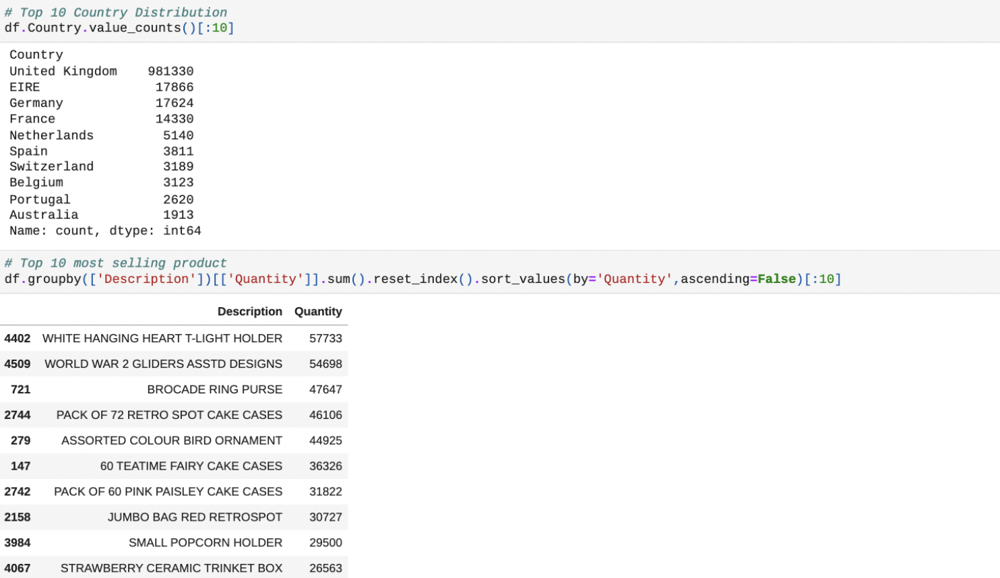 # Top 10 Country Distribution
df.Country.value_counts()[:10]
Country
United Kingdom    981330
EIRE               17866
Germany            17624
France             14330
Netherlands         5140
Spain               3811
Switzerland         3189
Belgium             3123
Portugal            2620
Australia           1913
Name: count, dtype: int64
# Top 10 most selling product
df.groupby(['Description'])[['Quantity']].sum().reset_index().sort_values(by='Quantity',ascending=False)[:10]
Description Quantity
4402 WHITE HANGING HEART T-LIGHT HOLDER 57733
4509 WORLD WAR 2 GLIDERS ASSTD DESIGNS 54698
721 BROCADE RING PURSE 47647
2744 PACK OF 72 RETRO SPOT CAKE CASES 46106
279 ASSORTED COLOUR BIRD ORNAMENT 44925
147 60 TEATIME FAIRY CAKE CASES 36326
2742 PACK OF 60 PINK PAISLEY CAKE CASES 31822
2158 JUMBO BAG RED RETROSPOT 30727
3984 SMALL POPCORN HOLDER 29500
4067 STRAWBERRY CERAMIC TRINKET BOX 26563